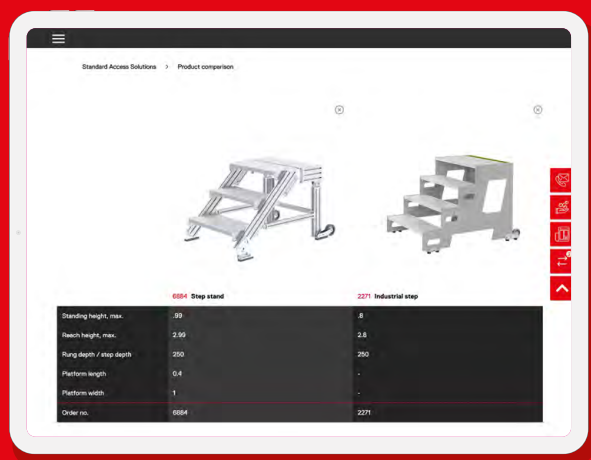 Standard Access Solutions > Product comparison
2
6884 Step stand 2271 Industrial step
Standing height, max. .99 .8
Reach height, max. 2.99 2.8
Rung depth / step depth 250 250
Platform length 0.4 -
Platform width 1 -
Order no. 6884 2271